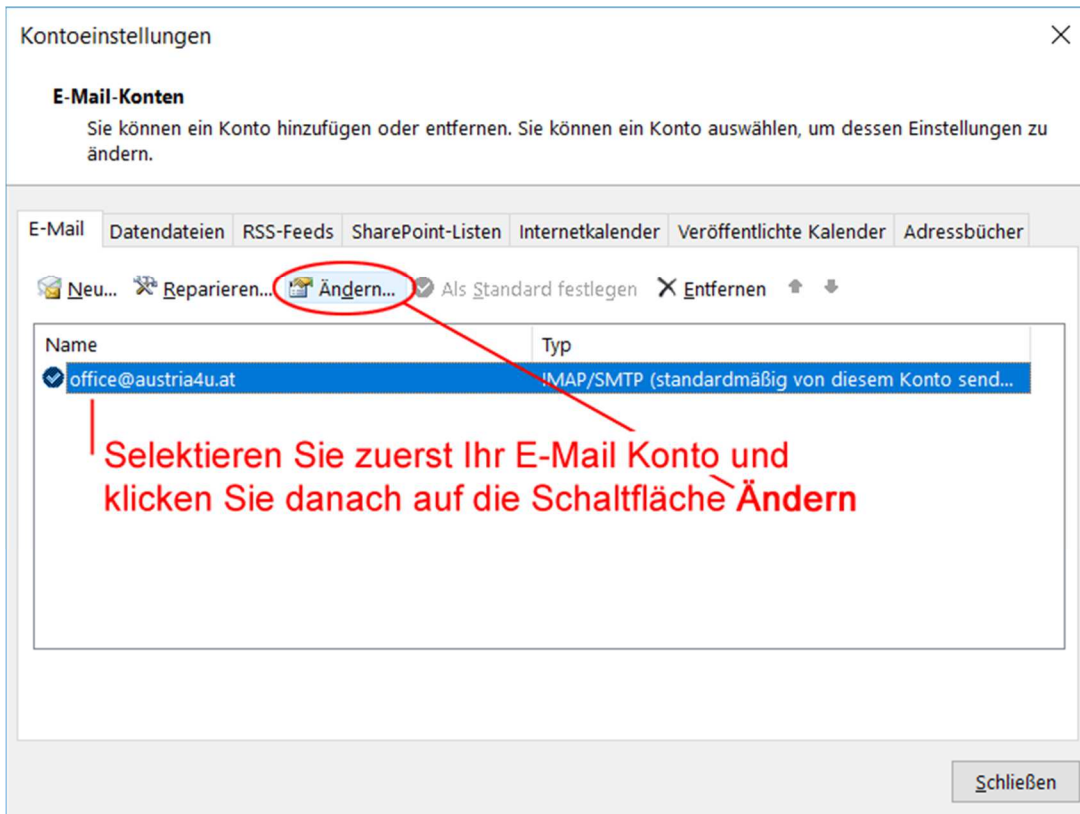 Kontoeinstellungen
E-Mail-Konten
Sie können ein Konto hinzufügen oder entfernen. Sie können ein Konto auswählen, um dessen Einstellungen zu
ändern.
E-Mail Datendateien RSS-Feeds SharePoint-Listen Internetkalender Veröffentlichte Kalender Adressbücher
Neu... Reparieren... Ändern... Als Standard festlegen Entfernen
Name Typ
office@austria4u.at IMAP/SMTP (standardmäßig von diesem Konto send...
Selektieren Sie zuerst Ihr E-Mail Konto und
klicken Sie danach auf die Schaltfläche Ändern
Schließen